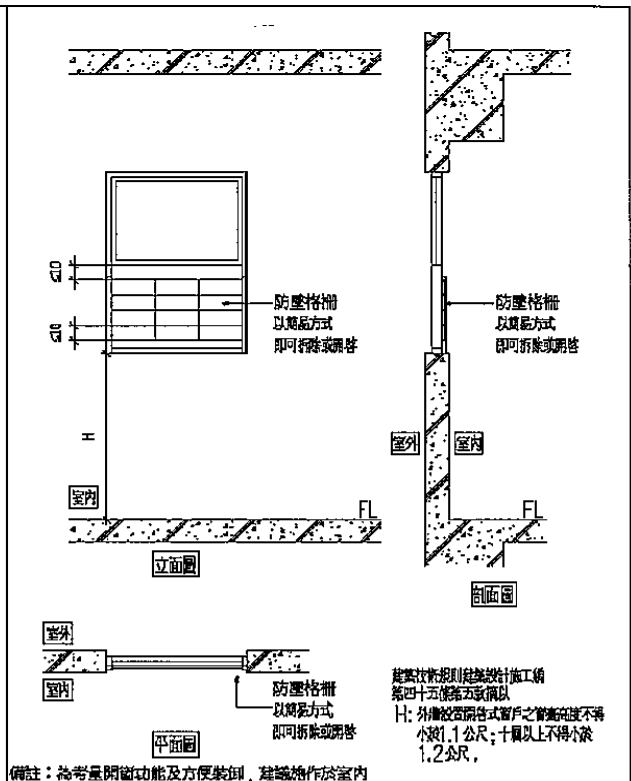 ≤10
≤10
防墜格柵
以簡易方式
即可拆除或開啓
H
室內
FL
立面圖
防墜格柵
以簡易方式
即可拆除或開啓
室外
室內
FL
剖面圖
室外
室內
防墜格柵
以簡易方式
即可拆除或開啓
平面圖
建築技術規則建築設計施工編
第四十五條第五款摘以
H: 外牆設置開啓式窗戶之窗臺高度不得
小於1.1公尺；十層以上不得小於
1.2公尺。
備註：為考量開窗功能及方便裝卸，建議施作於室內